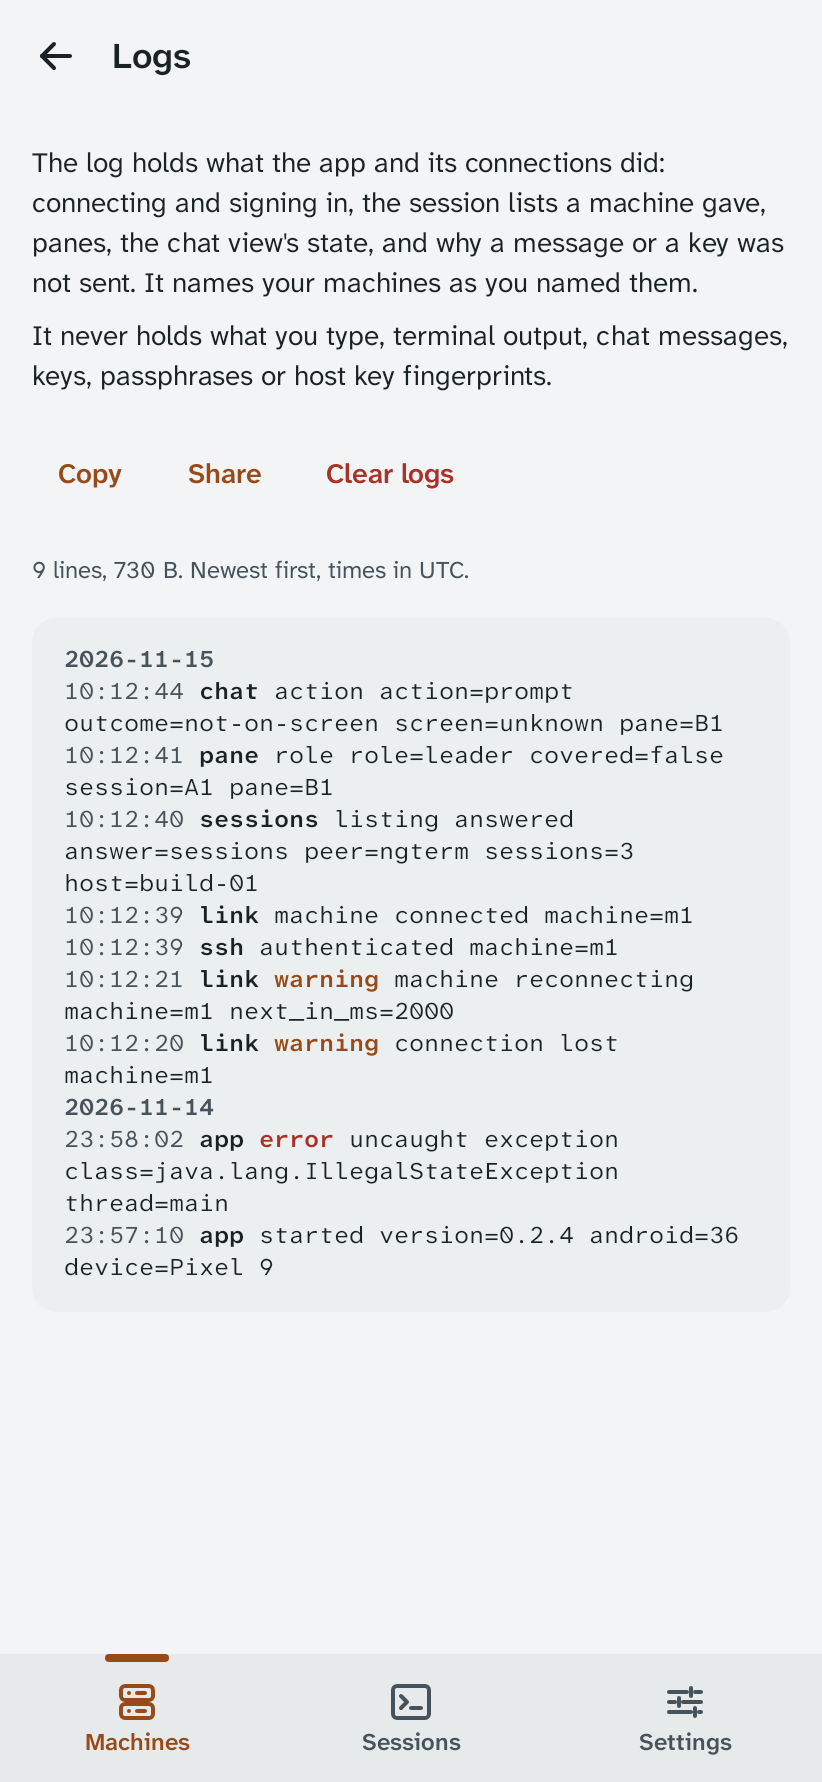 Logs
The log holds what the app and its connections did:
connecting and signing in, the session lists a machine gave,
panes, the chat view's state, and why a message or a key was
not sent. It names your machines as you named them.
It never holds what you type, terminal output, chat messages,
keys, passphrases or host key fingerprints.
Copy Share Clear logs
9 lines, 730 B. Newest first, times in UTC.
2026-11-15
10:12:44 chat action action=prompt
outcome=not-on-screen screen=unknown pane=B1
10:12:41 pane role role=leader covered=false
session=A1 pane=B1
10:12:40 sessions listing answered
answer=sessions peer=ngterm sessions=3
host=build-01
10:12:39 link machine connected machine=m1
10:12:39 ssh authenticated machine=m1
10:12:21 link warning machine reconnecting
machine=m1 next_in_ms=2000
10:12:20 link warning connection lost
machine=m1
2026-11-14
23:58:02 app error uncaught exception
class=java.lang.IllegalStateException
thread=main
23:57:10 app started version=0.2.4 android=36
device=Pixel 9
Machines Sessions Settings